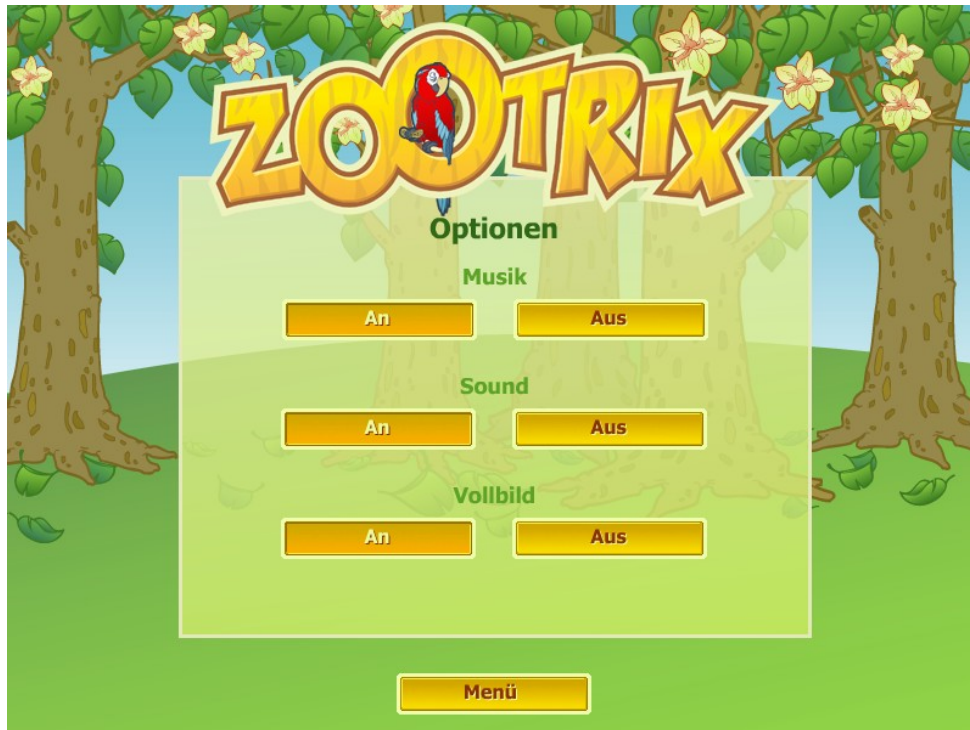 ZOOTRIX
Optionen
Musik
An Aus
Sound
An Aus
Vollbild
An Aus
Menü